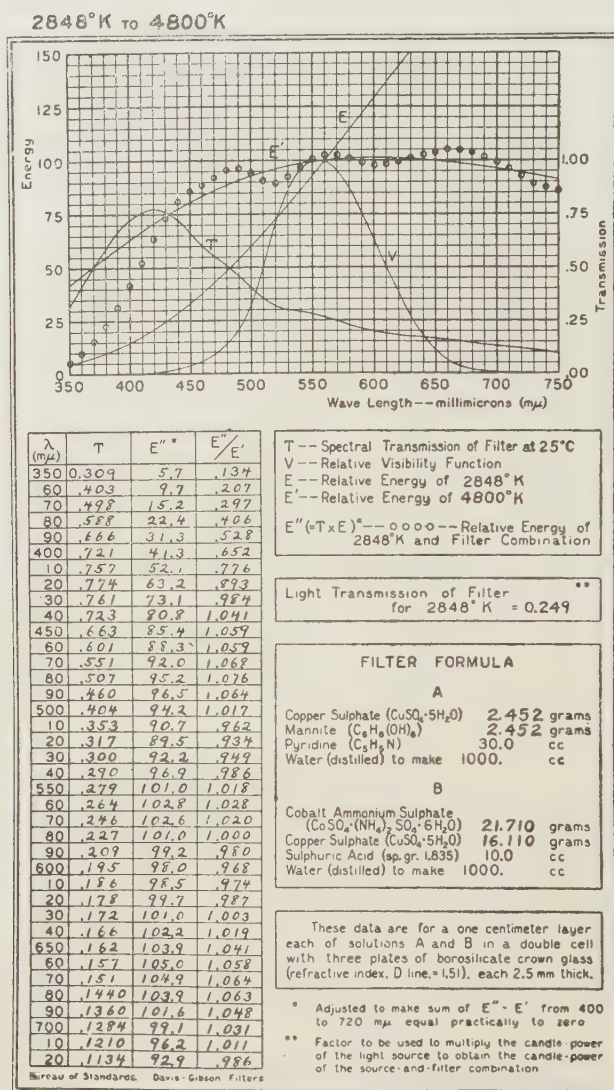 2848°K TO 4800°K
150
125
100
75
50
25
0
Energy
1.00
.75
.50
.25
.00
Transmission
E
E'
T
V
350 400 450 500 550 600 650 700 750
Wave Length--millimicrons (mμ)
λ (mμ) T E''* E''/E'
350 0.309 5.7 .134
60 .403 9.7 .207
70 .498 15.2 .297
80 .588 22.4 .406
90 .666 31.3 .528
400 .721 41.3 .652
10 .757 52.1 .776
20 .774 63.2 .893
30 .761 73.1 .984
40 .723 80.8 1.041
450 .663 85.4 1.059
60 .601 88.3 1.059
70 .551 92.0 1.068
80 .507 95.2 1.076
90 .460 96.5 1.064
500 .404 94.2 1.017
10 .353 90.7 .962
20 .317 89.5 .934
30 .300 92.2 .949
40 .290 96.9 .986
550 .279 101.0 1.018
60 .264 102.8 1.028
70 .246 102.6 1.020
80 .227 101.0 1.000
90 .209 99.2 .980
600 .195 98.0 .968
10 .186 98.5 .974
20 .178 99.7 .987
30 .172 101.0 1.003
40 .166 102.2 1.019
650 .162 103.9 1.041
60 .157 105.0 1.058
70 .151 104.9 1.064
80 .1440 103.9 1.063
90 .1360 101.6 1.048
700 .1284 99.1 1.031
10 .1210 96.2 1.011
20 .1134 92.9 .986
Bureau of Standards. Davis-Gibson Filters
T -- Spectral Transmission of Filter at 25°C
V -- Relative Visibility Function
E -- Relative Energy of 2848°K
E' -- Relative Energy of 4800°K
E''(=T×E)*-- o o o o -- Relative Energy of
2848°K and Filter Combination
Light Transmission of Filter **
for 2848°K = 0.249
FILTER FORMULA
A
Copper Sulphate (CuSO₄·5H₂O) 2.452 grams
Mannite (C₆H₈(OH)₆) 2.452 grams
Pyridine (C₅H₅N) 30.0 cc
Water (distilled) to make 1000. cc
B
Cobalt Ammonium Sulphate
(CoSO₄·(NH₄)₂SO₄·6H₂O) 21.710 grams
Copper Sulphate (CuSO₄·5H₂O) 16.110 grams
Sulphuric Acid (sp. gr. 1.835) 10.0 cc
Water (distilled) to make 1000. cc
These data are for a one centimeter layer
each of solutions A and B in a double cell
with three plates of borosilicate crown glass
(refractive index, D line,= 1.51), each 2.5 mm thick.
* Adjusted to make sum of E''- E' from 400
to 720 mμ equal practically to zero
** Factor to be used to multiply the candle-power
of the light source to obtain the candle-power
of the source-and-filter combination